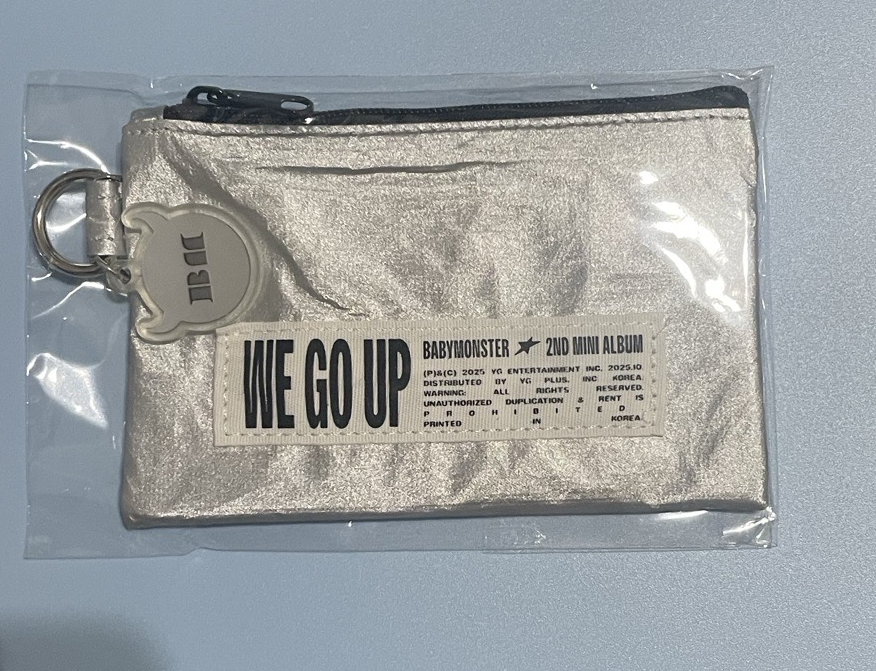 WE GO UP
BABYMONSTER 2ND MINI ALBUM
(P)&(C) 2025 YG ENTERTAINMENT INC. 2025.10.
DISTRIBUTED BY YG PLUS, INC KOREA.
WARNING: ALL RIGHTS RESERVED.
UNAUTHORIZED DUPLICATION & RENT IS
PROHIBITED.
PRINTED IN KOREA.